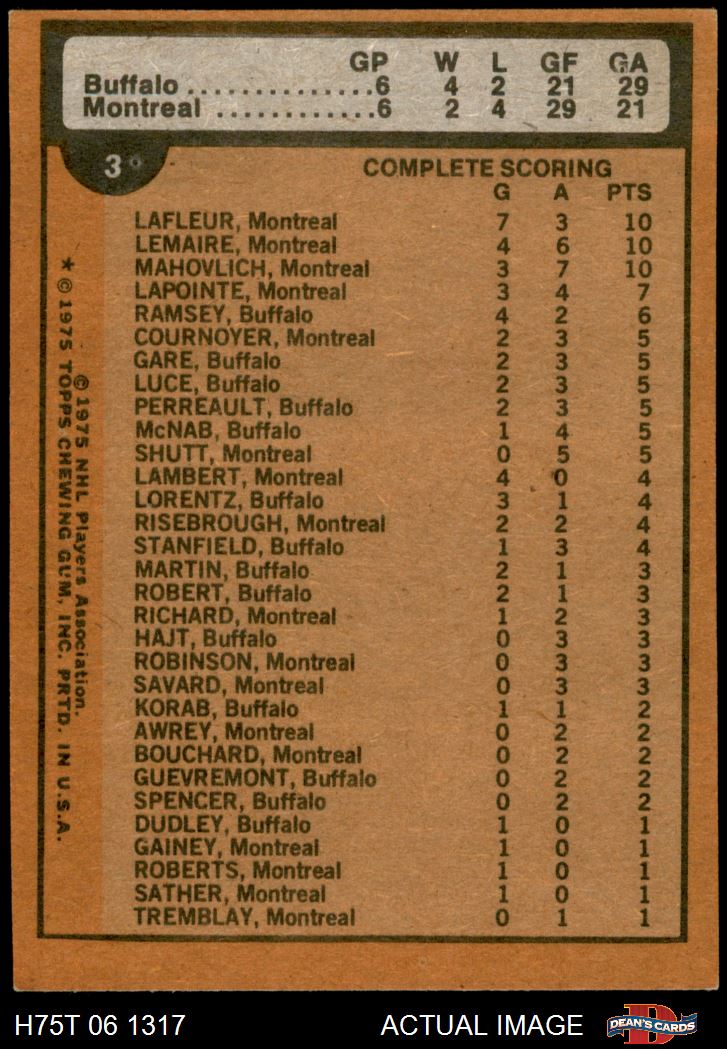 GP W L GF GA
Buffalo ..............6 4 2 21 29
Montreal ............6 2 4 29 21
3
COMPLETE SCORING
G A PTS
LAFLEUR, Montreal 7 3 10
LEMAIRE, Montreal 4 6 10
MAHOVLICH, Montreal 3 7 10
LAPOINTE, Montreal 3 4 7
RAMSEY, Buffalo 4 2 6
COURNOYER, Montreal 2 3 5
GARE, Buffalo 2 3 5
LUCE, Buffalo 2 3 5
PERREAULT, Buffalo 2 3 5
McNAB, Buffalo 1 4 5
SHUTT, Montreal 0 5 5
LAMBERT, Montreal 4 0 4
LORENTZ, Buffalo 3 1 4
RISEBROUGH, Montreal 2 2 4
STANFIELD, Buffalo 1 3 4
MARTIN, Buffalo 2 1 3
ROBERT, Buffalo 2 1 3
RICHARD, Montreal 1 2 3
HAJT, Buffalo 0 3 3
ROBINSON, Montreal 0 3 3
SAVARD, Montreal 0 3 3
KORAB, Buffalo 1 1 2
AWREY, Montreal 0 2 2
BOUCHARD, Montreal 0 2 2
GUEVREMONT, Buffalo 0 2 2
SPENCER, Buffalo 0 2 2
DUDLEY, Buffalo 1 0 1
GAINEY, Montreal 1 0 1
ROBERTS, Montreal 1 0 1
SATHER, Montreal 1 0 1
TREMBLAY, Montreal 0 1 1
©1975 NHL Players Association.
* ©1975 TOPPS CHEWING GUM, INC. PRTD. IN U.S.A.
H75T 06 1317 ACTUAL IMAGE
D
DEAN'S CARDS